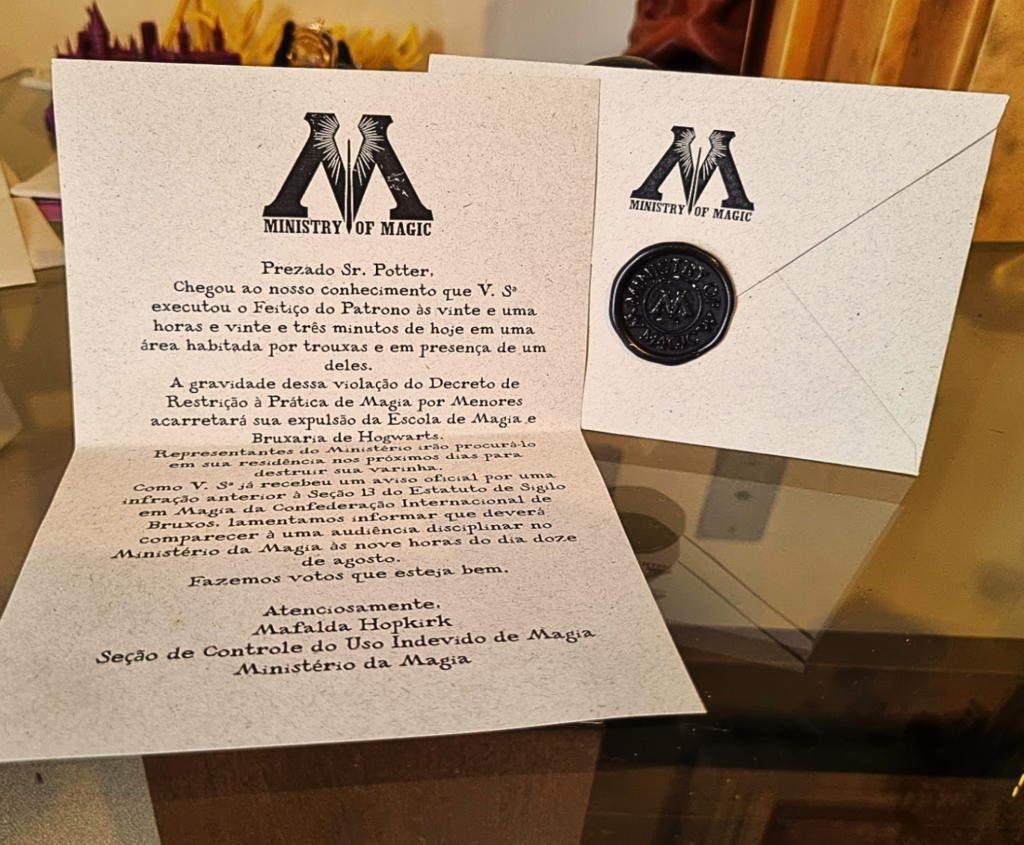 MINISTRY OF MAGIC
Prezado Sr. Potter,
Chegou ao nosso conhecimento que V. Sª
executou o Feitiço do Patrono às vinte e uma
horas e vinte e três minutos de hoje em uma
área habitada por trouxas e em presença de um
deles.
A gravidade dessa violação do Decreto de
Restrição à Prática de Magia por Menores
acarretará sua expulsão da Escola de Magia e
Bruxaria de Hogwarts.
Representantes do Ministério irão procurá-lo
em sua residência nos próximos dias para
destruir sua varinha.
Como V. Sª já recebeu um aviso oficial por uma
infração anterior à Seção 13 do Estatuto de Sigilo
em Magia da Confederação Internacional de
Bruxos, lamentamos informar que deverá
comparecer à uma audiência disciplinar no
Ministério da Magia às nove horas do dia doze
de agosto.
Fazemos votos que esteja bem.
Atenciosamente,
Mafalda Hopkirk
Seção de Controle do Uso Indevido de Magia
Ministério da Magia
MINISTRY OF MAGIC
MINISTRY OF
M
MAGIC